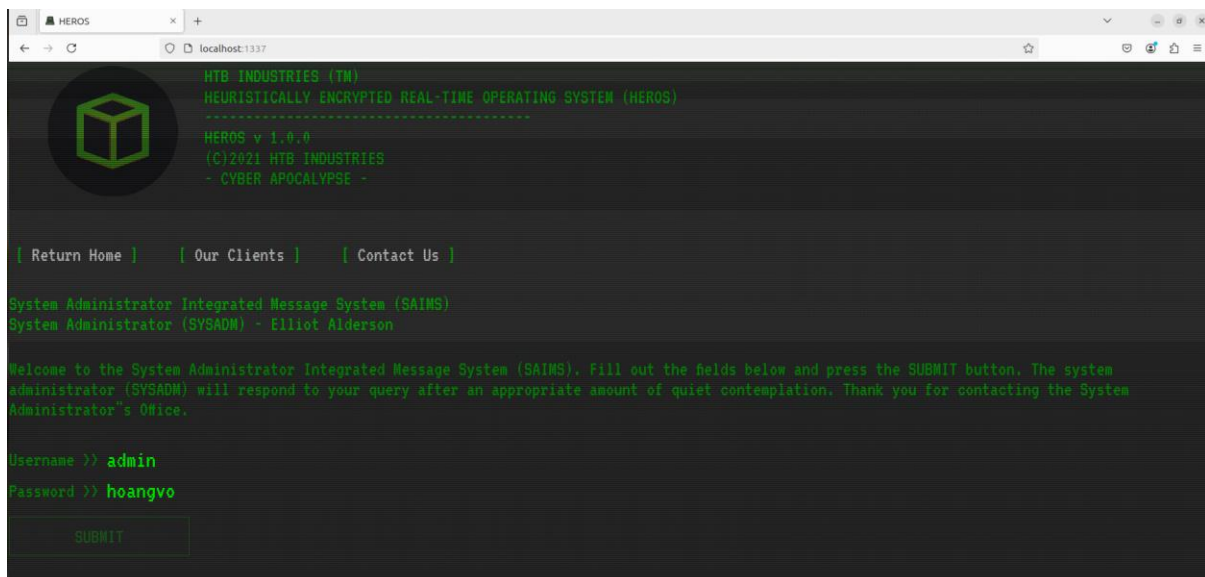 HEROS
localhost:1337
HTB INDUSTRIES (TM)
HEURISTICALLY ENCRYPTED REAL-TIME OPERATING SYSTEM (HEROS)
----------------------------------------
HEROS v 1.0.0
(C)2021 HTB INDUSTRIES
- CYBER APOCALYPSE -
[ Return Home ] [ Our Clients ] [ Contact Us ]
System Administrator Integrated Message System (SAIMS)
System Administrator (SYSADM) - Elliot Alderson
Welcome to the System Administrator Integrated Message System (SAIMS). Fill out the fields below and press the SUBMIT button. The system
administrator (SYSADM) will respond to your query after an appropriate amount of quiet contemplation. Thank you for contacting the System
Administrator"s Office.
Username >> admin
Password >> hoangvo
SUBMIT